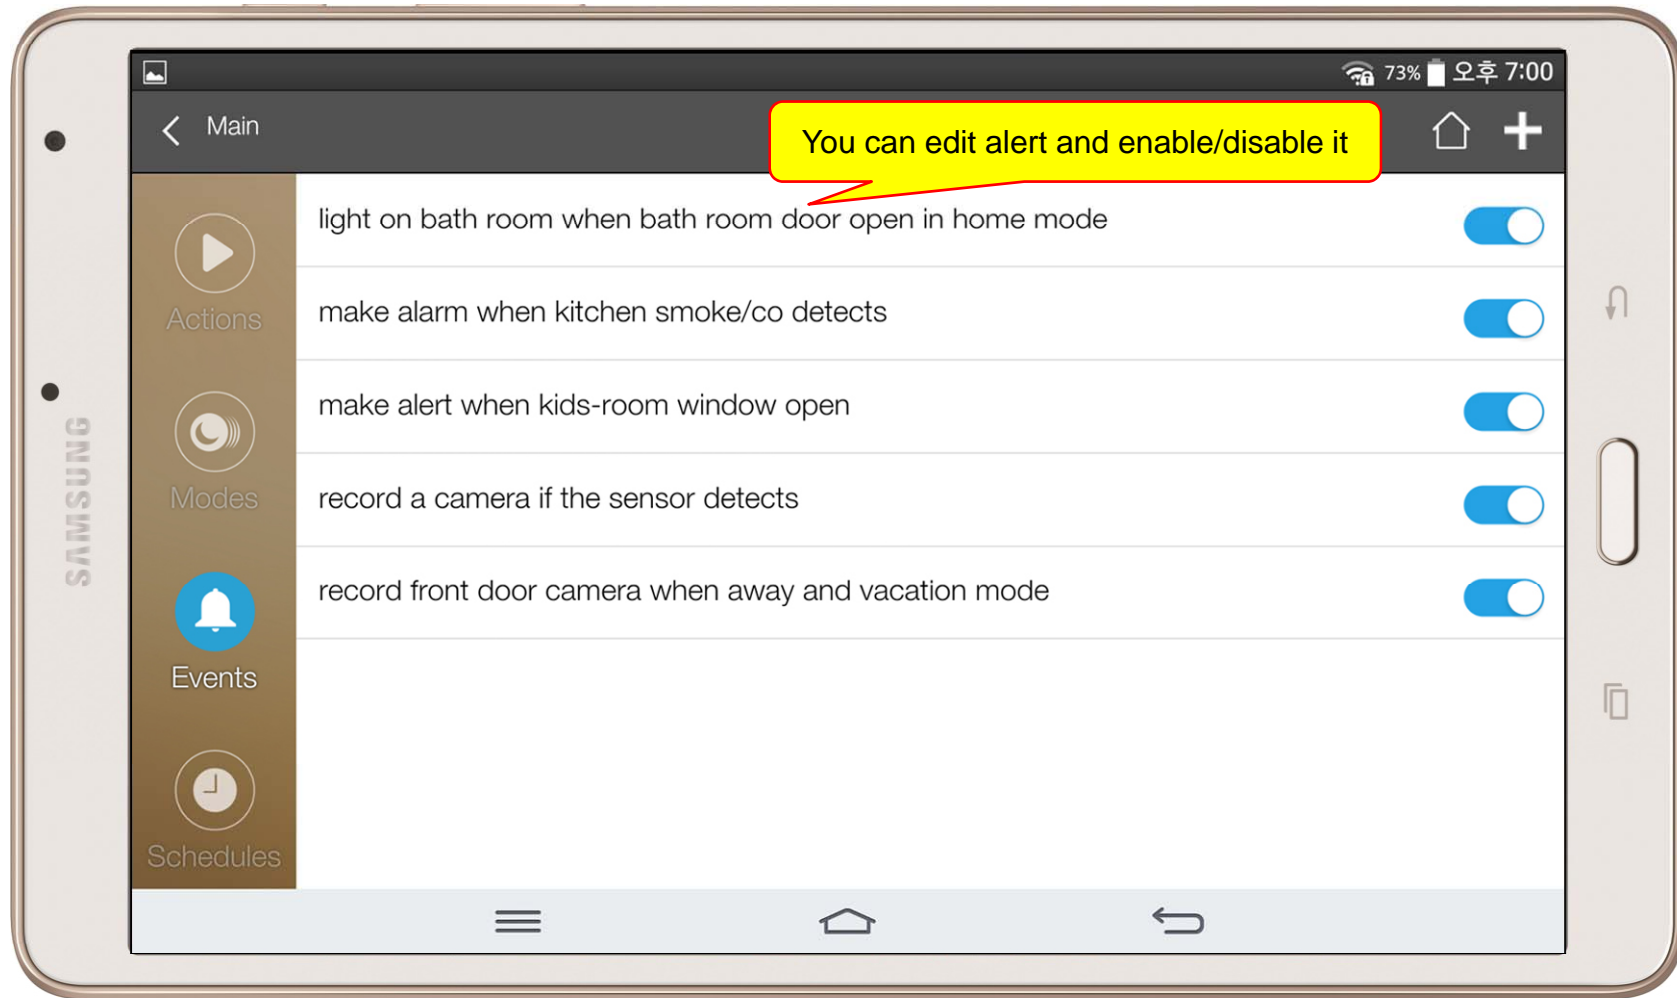 73% 오후 7:00
Main
You can edit alert and enable/disable it
light on bath room when bath room door open in home mode
Actions
make alarm when kitchen smoke/co detects
make alert when kids-room window open
Modes
record a camera if the sensor detects
record front door camera when away and vacation mode
Events
Schedules
SAMSUNG